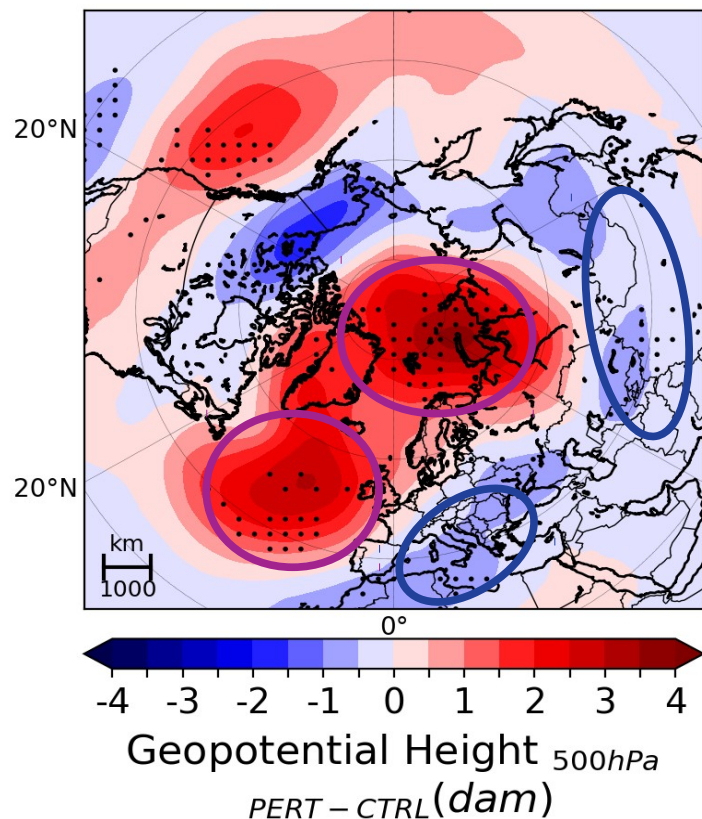 20°N
20°N
km
1000
0°
-4 -3 -2 -1 0 1 2 3 4
Geopotential Height 500hPa
PERT − CTRL(dam)